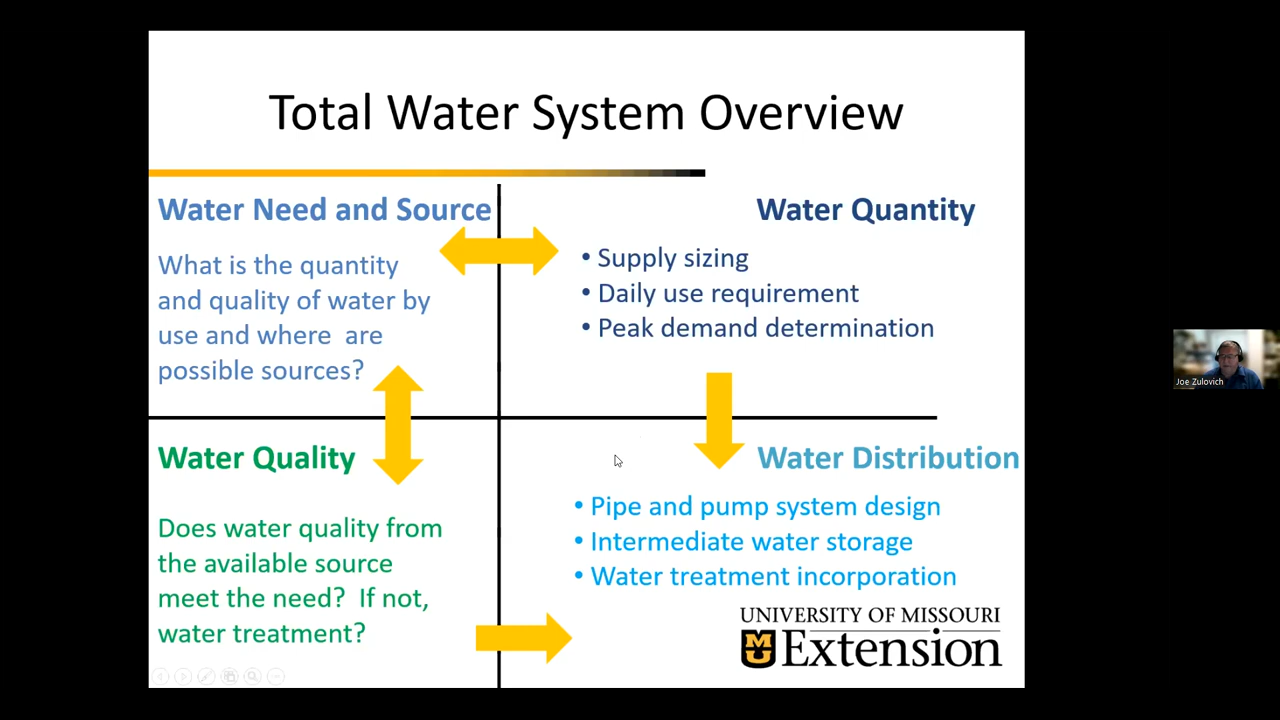 Total Water System Overview
Water Need and Source
What is the quantity
and quality of water by
use and where are
possible sources?
Water Quantity
• Supply sizing
• Daily use requirement
• Peak demand determination
Water Quality
Does water quality from
the available source
meet the need? If not,
water treatment?
Water Distribution
• Pipe and pump system design
• Intermediate water storage
• Water treatment incorporation
UNIVERSITY OF MISSOURI
Extension
Joe Zulovich